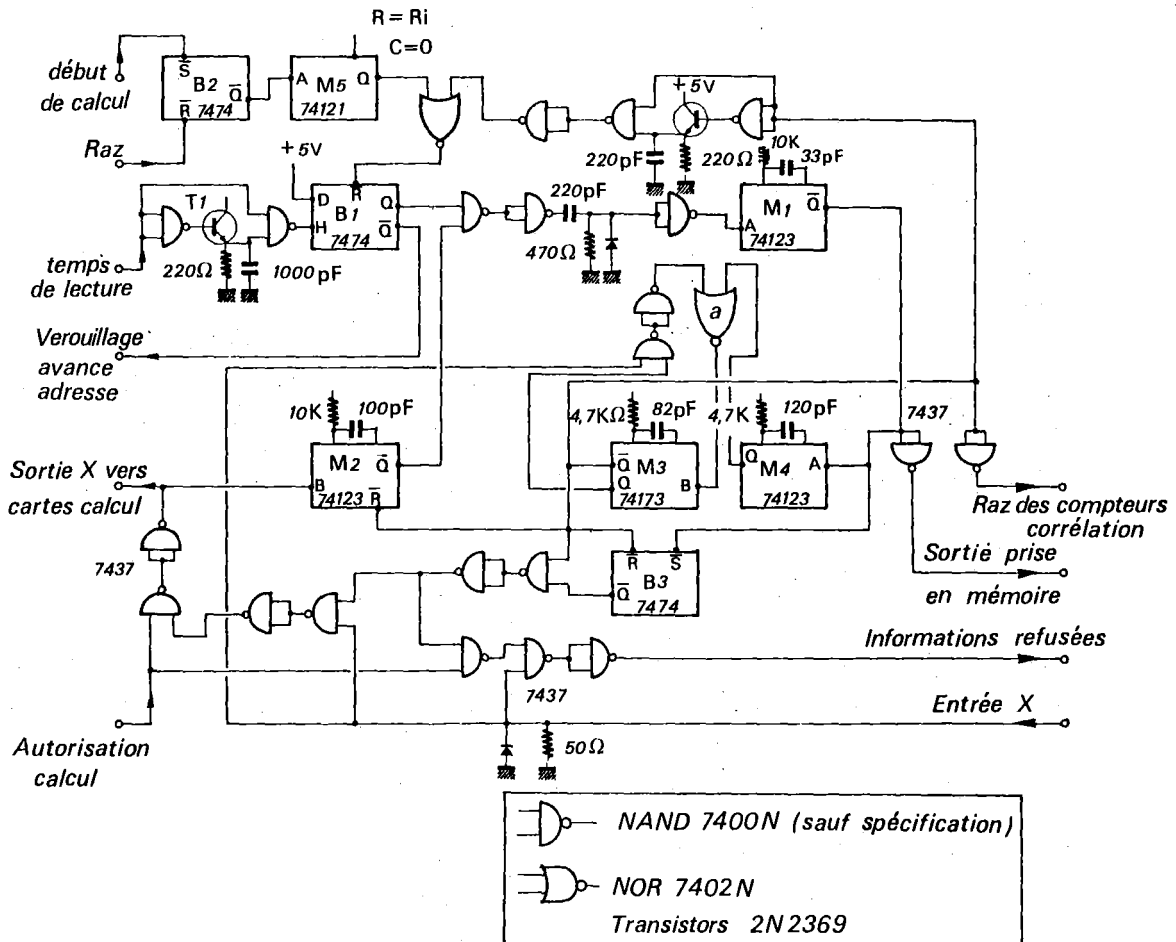 R = Ri
C=0
début
de calcul
S̅
B2
R̅
Q̅
7474
A
M5
Q
74121
+5V
Raz
+5V
220pF
220Ω
10K
33pF
T1
D
R
B1
H
Q
Q̅
7474
220pF
470Ω
M1
Q̅
A
74123
temps
de lecture
220Ω
1000pF
a
Verouillage
avance
adresse
10K
100pF
4,7KΩ
82pF
4,7K
120pF
7437
M2
Q̅
B
74123
R̅
Q̅
M3
Q
B
74173
Q
M4
A
74123
Sortie X vers
cartes calcul
Raz des compteurs
corrélation
7437
R̅
S̅
B3
Q̅
7474
Sortie prise
en mémoire
Informations refusées
7437
Entrée X
Autorisation
calcul
50Ω
NAND 7400N (sauf spécification)
NOR 7402N
Transistors 2N2369